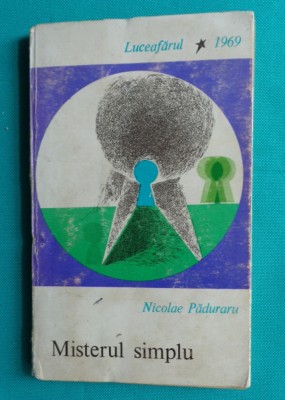 Luceafărul ★ 1969
Nicolae Păduraru
Misterul simplu